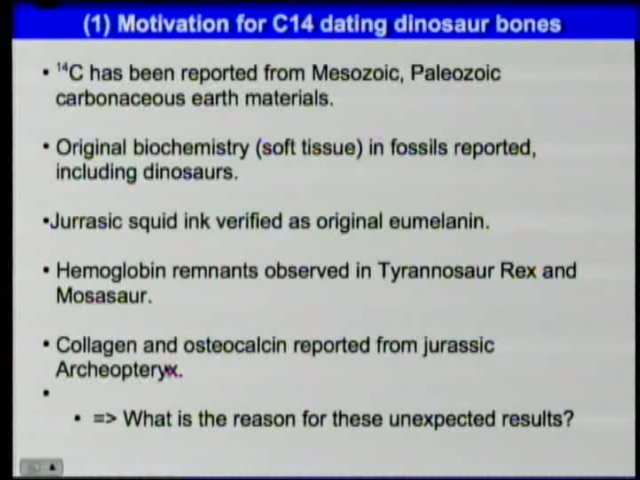 (1) Motivation for C14 dating dinosaur bones
• ¹⁴C has been reported from Mesozoic, Paleozoic
carbonaceous earth materials.
• Original biochemistry (soft tissue) in fossils reported,
including dinosaurs.
•Jurrasic squid ink verified as original eumelanin.
• Hemoglobin remnants observed in Tyrannosaur Rex and
Mosasaur.
• Collagen and osteocalcin reported from jurassic
Archeopteryx.
•
• => What is the reason for these unexpected results?